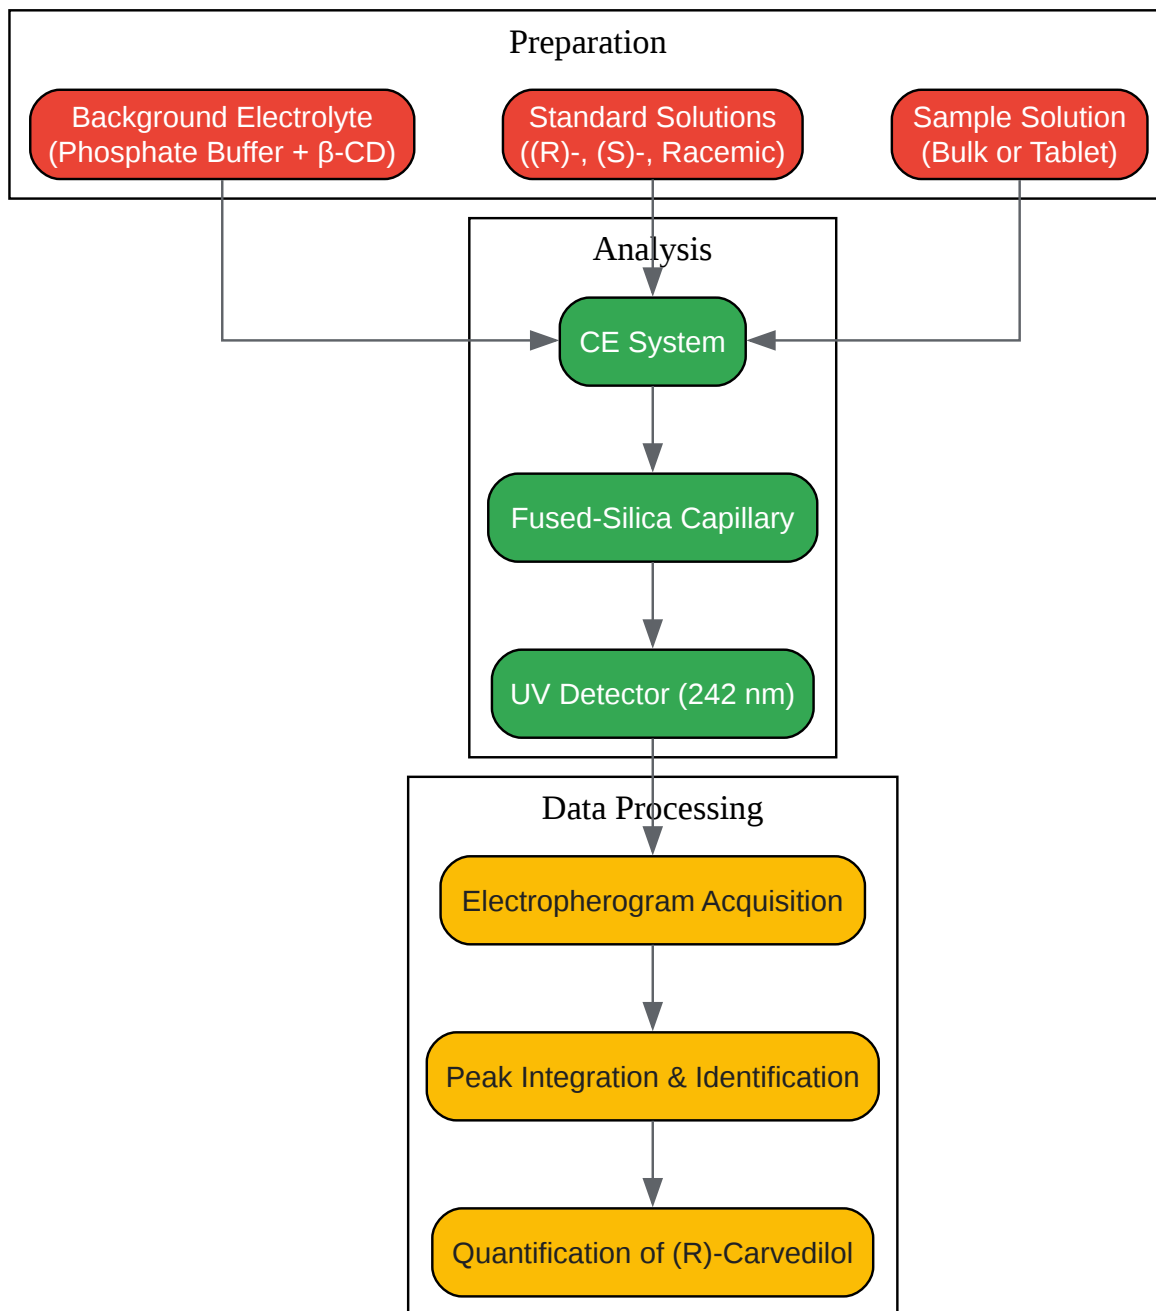 Preparation
Background Electrolyte
(Phosphate Buffer + β-CD)
Standard Solutions
((R)-, (S)-, Racemic)
Sample Solution
(Bulk or Tablet)
Analysis
CE System
Fused-Silica Capillary
UV Detector (242 nm)
Data Processing
Electropherogram Acquisition
Peak Integration & Identification
Quantification of (R)-Carvedilol